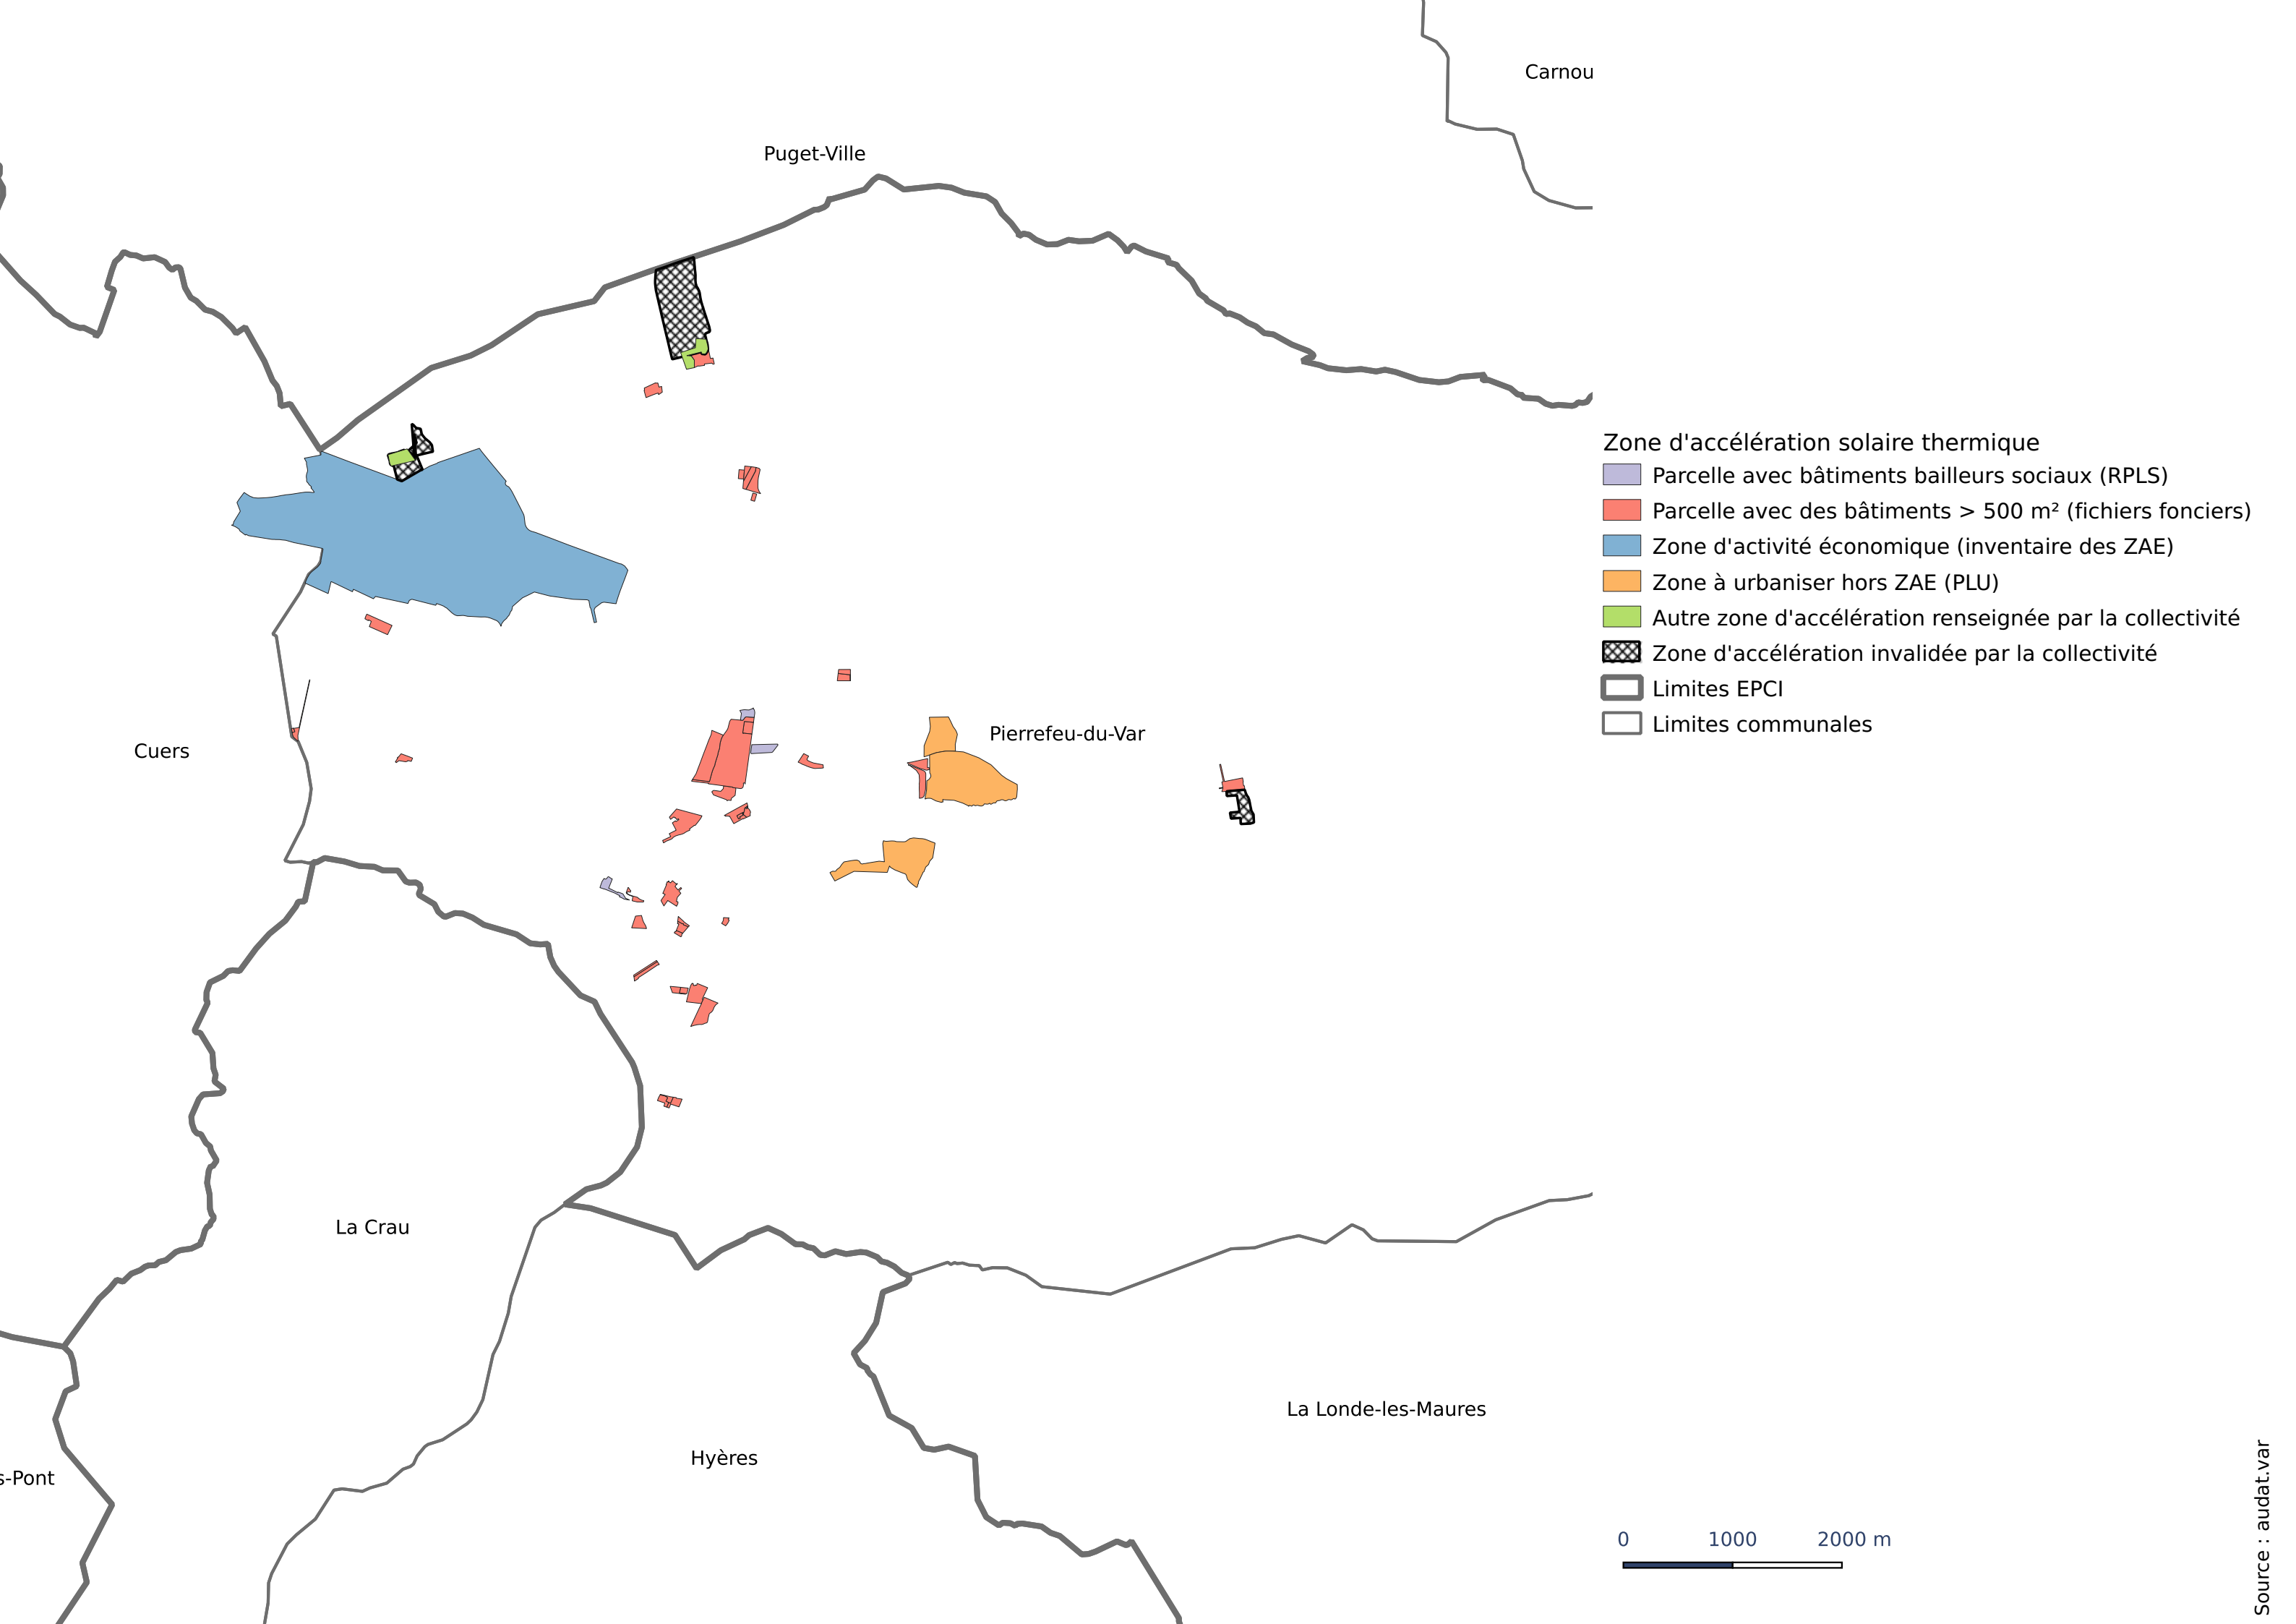 Carnou
Puget-Ville
Zone d'accélération solaire thermique
Parcelle avec bâtiments bailleurs sociaux (RPLS)
Parcelle avec des bâtiments > 500 m² (fichiers fonciers)
Zone d'activité économique (inventaire des ZAE)
Zone à urbaniser hors ZAE (PLU)
Autre zone d'accélération renseignée par la collectivité
Zone d'accélération invalidée par la collectivité
Limites EPCI
Limites communales
Pierrefeu-du-Var
Cuers
La Crau
La Londe-les-Maures
Hyères
s-Pont
0 1000 2000 m
Source : audat.var